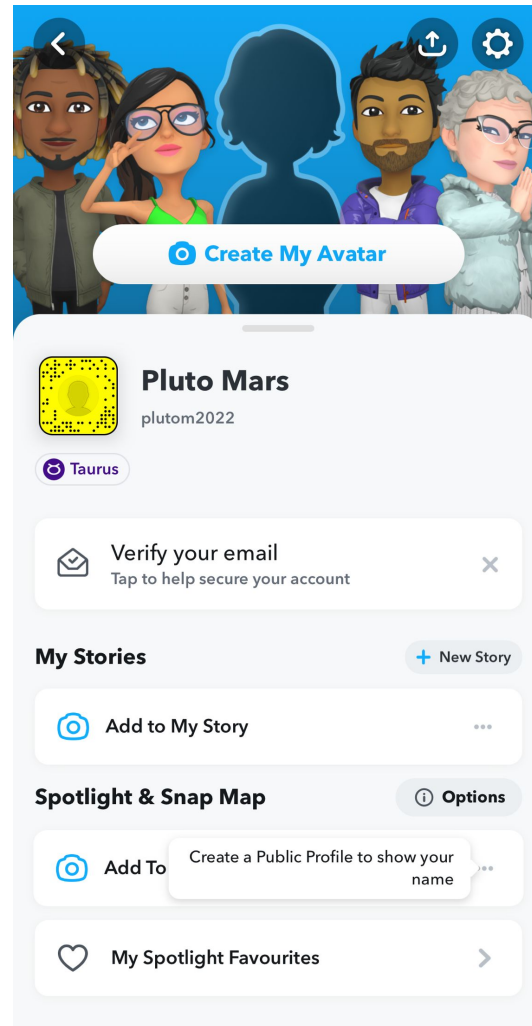 Create My Avatar
Pluto Mars
plutom2022
Taurus
Verify your email
Tap to help secure your account
My Stories
+ New Story
Add to My Story
Spotlight & Snap Map
Options
Add To
Create a Public Profile to show your
name
My Spotlight Favourites